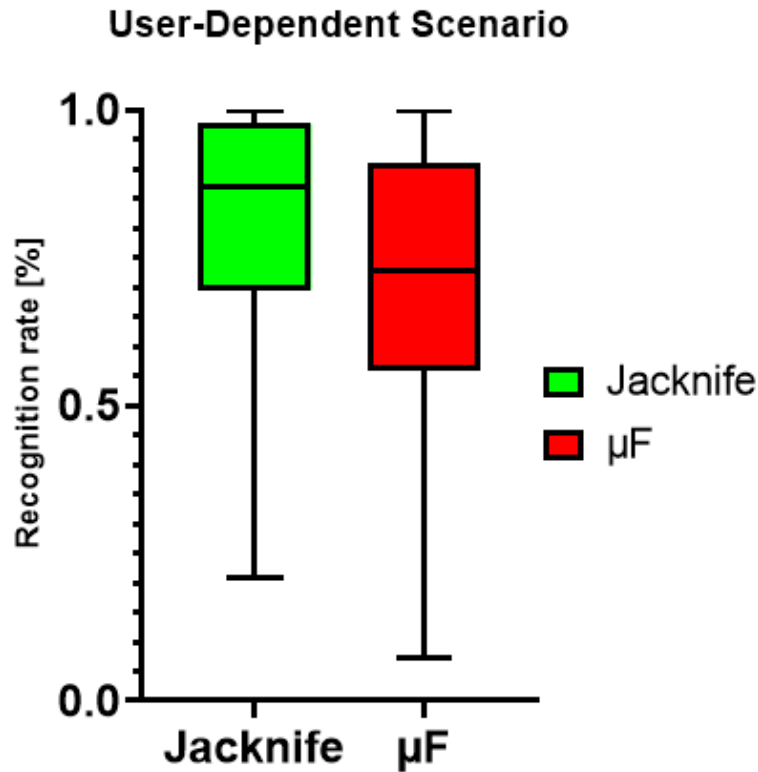 User-Dependent Scenario
Recognition rate [%]
1.0
0.5
0.0
Jacknife
µF
Jacknife
µF